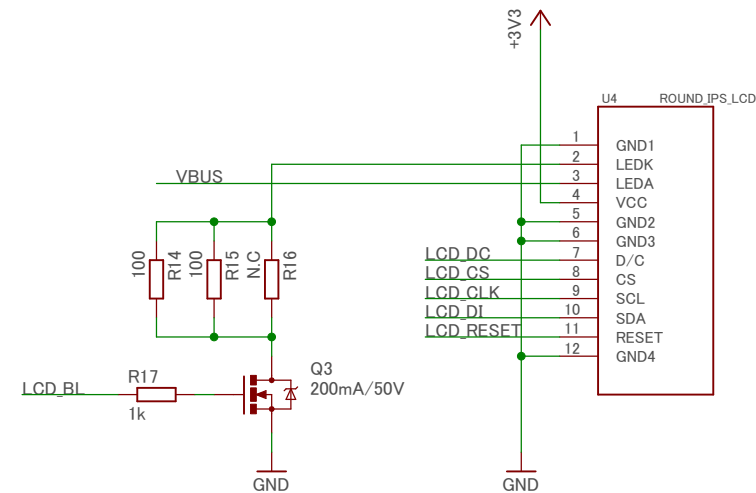 +3V3
U4 ROUND_IPS_LCD
1 GND1
2 LEDK
VBUS 3 LEDA
4 VCC
5 GND2
6 GND3
LCD_DC 7 D/C
LCD_CS 8 CS
LCD_CLK 9 SCL
LCD_DI 10 SDA
LCD_RESET 11 RESET
12 GND4
100 R14 100 R15 N.C R16
LCD_BL R17 1k
Q3
200mA/50V
GND GND